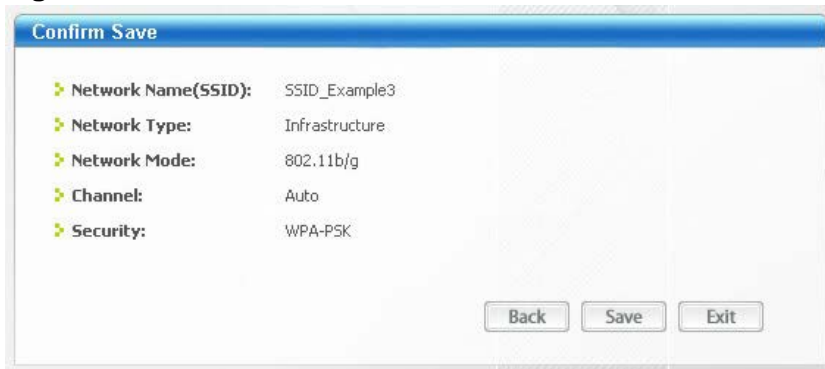 Confirm Save
Network Name(SSID): SSID_Example3
Network Type: Infrastructure
Network Mode: 802.11b/g
Channel: Auto
Security: WPA-PSK
Back Save Exit